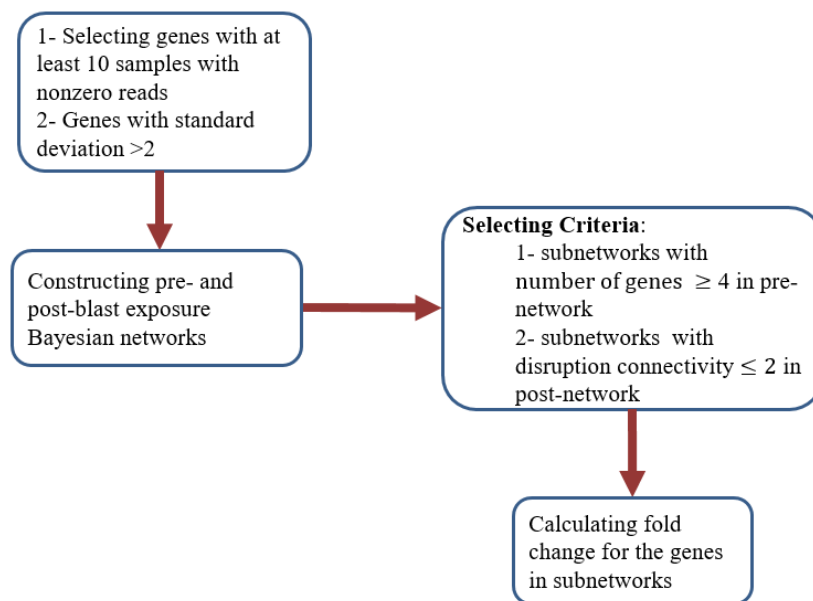 1- Selecting genes with at
least 10 samples with
nonzero reads
2- Genes with standard
deviation >2
Constructing pre- and
post-blast exposure
Bayesian networks
Selecting Criteria:
1- subnetworks with
number of genes ≥ 4 in pre-
network
2- subnetworks with
disruption connectivity ≤ 2 in
post-network
Calculating fold
change for the genes
in subnetworks